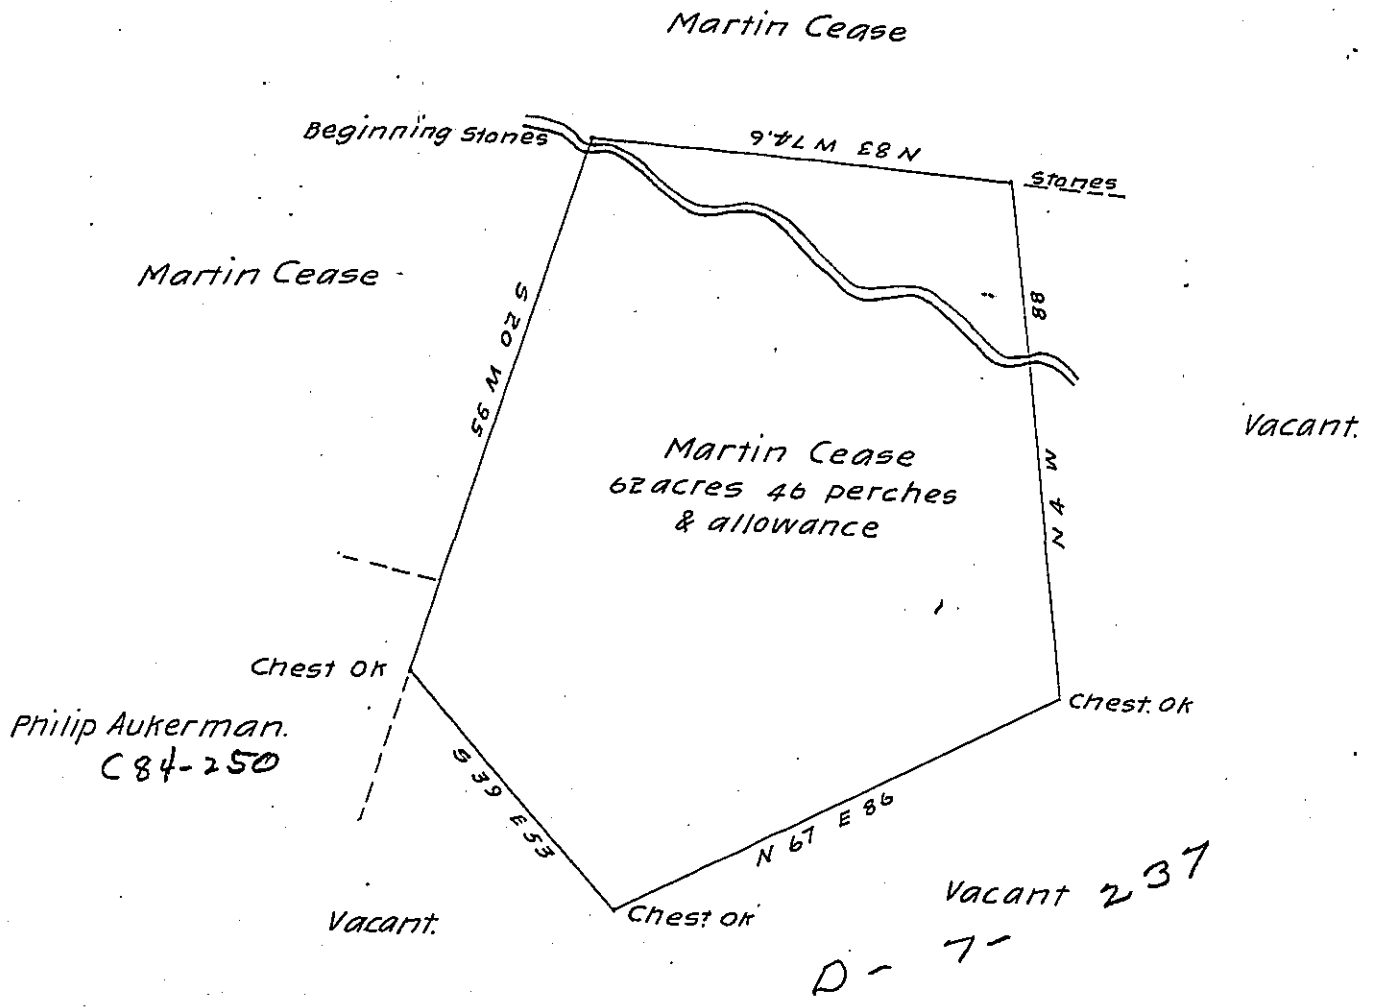 Martin Cease
Beginning Stones
N 83 W 74.6
Stones
Martin Cease
S 20 W 95
88
N 4 W
Vacant.
Martin Cease
62 acres 46 perches
& allowance
Chest Ok
Chest. Ok
Philip Aukerman.
C84-250
S 39 E 53
N 67 E 86
Vacant.
Chest Ok
Vacant 237
D- 7-